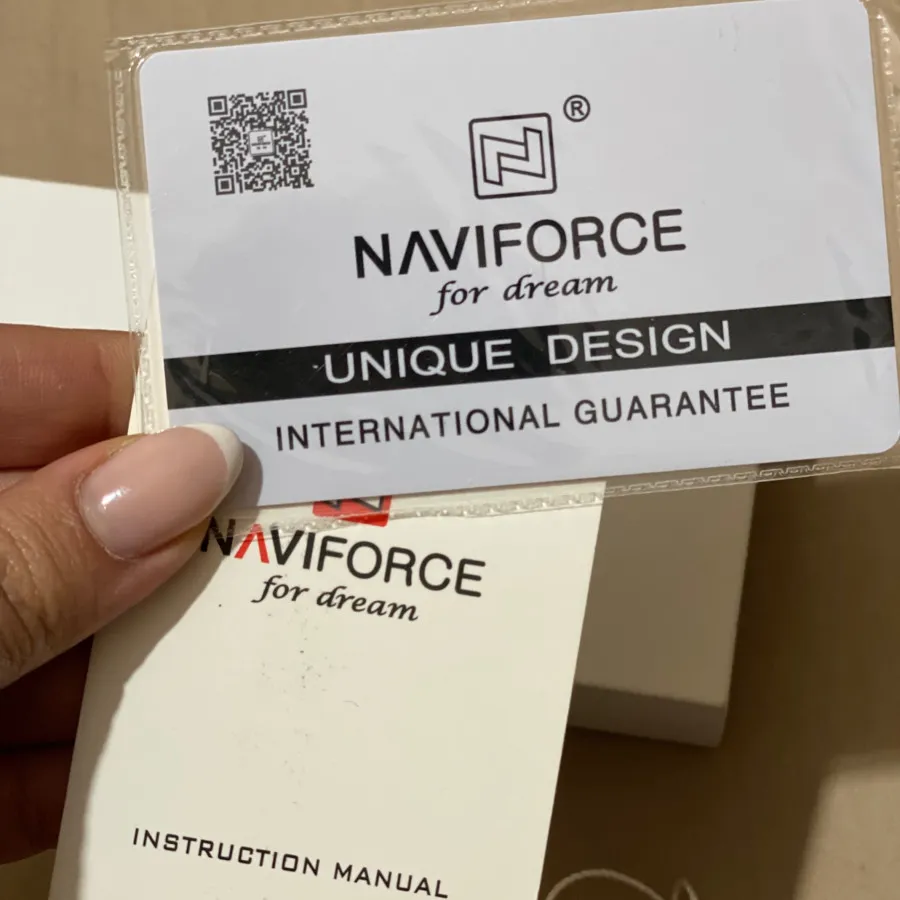 ®
NAVIFORCE
for dream
UNIQUE DESIGN
INTERNATIONAL GUARANTEE
NAVIFORCE
for dream
INSTRUCTION MANUAL